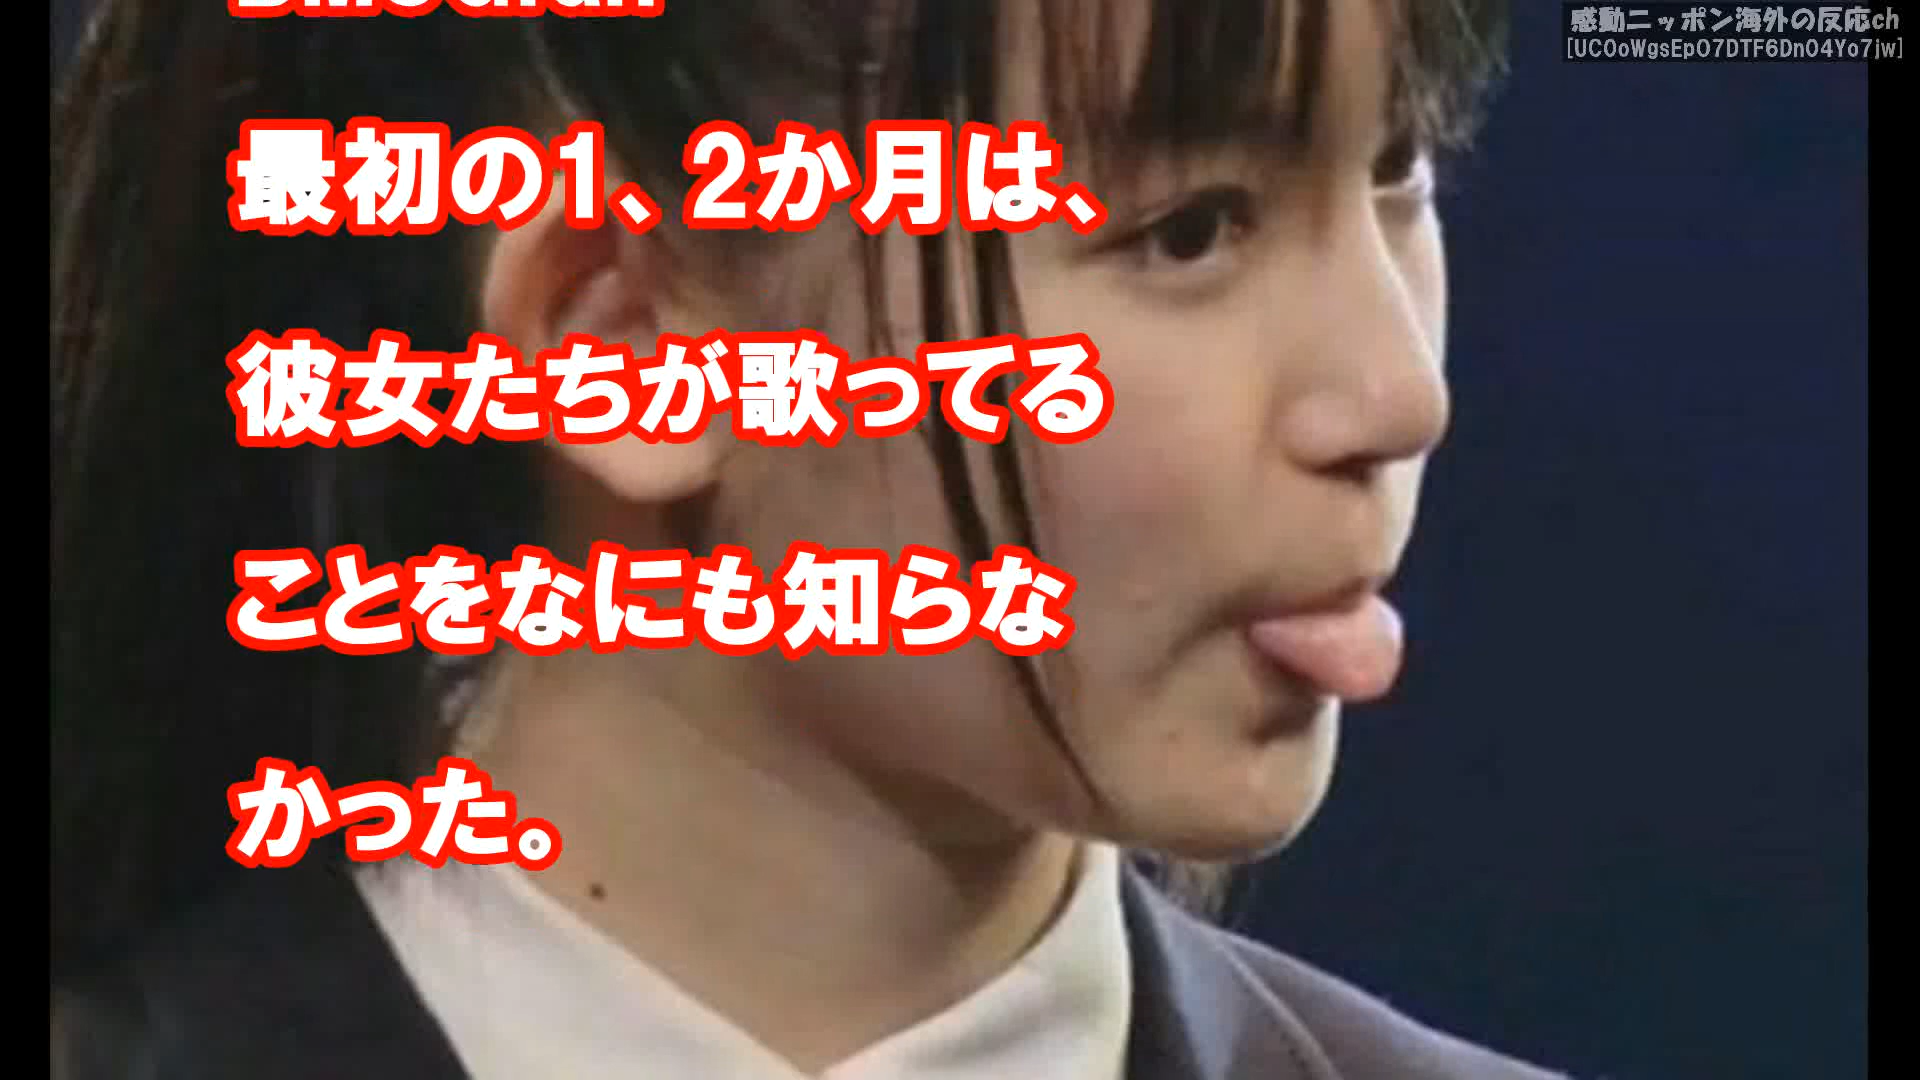 感動ニッポン海外の反応ch
[UCOoWgsEpO7DTF6DnO4Yo7jw]
最初の1、2か月は、
彼女たちが歌ってる
ことをなにも知らな
かった。